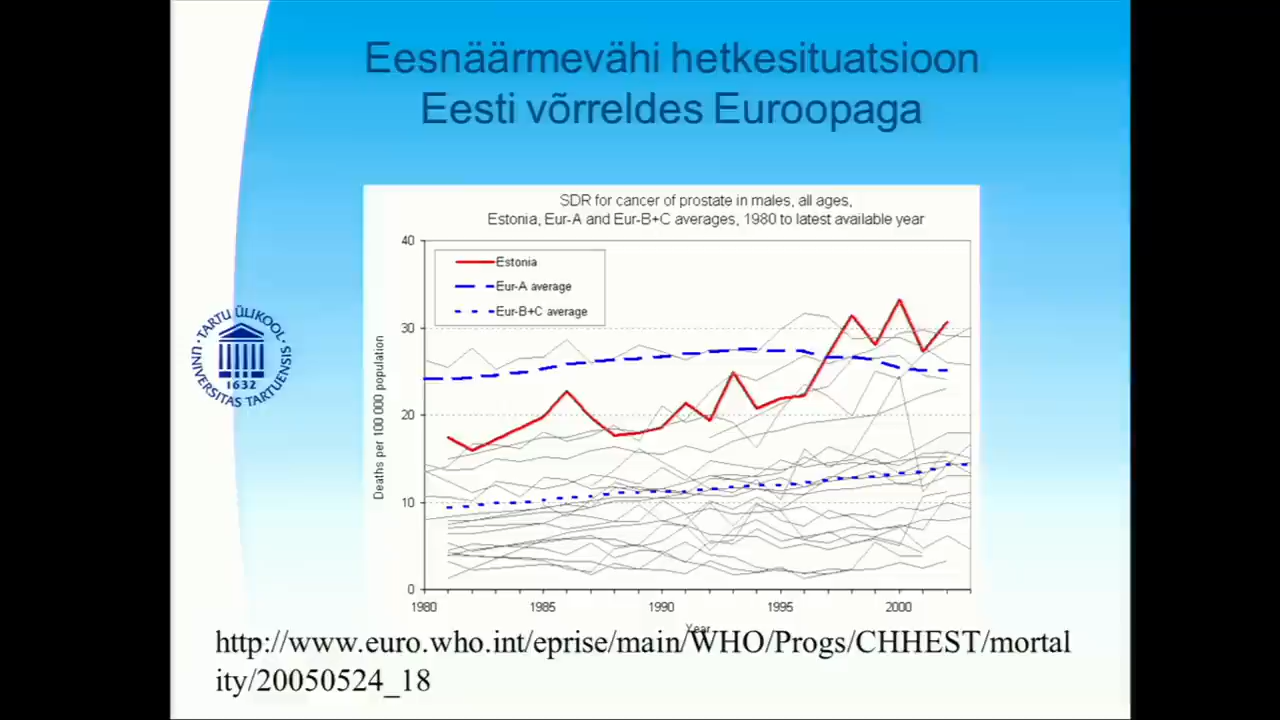 Eesnäärmevähi hetkesituatsioon
Eesti võrreldes Euroopaga
SDR for cancer of prostate in males, all ages,
Estonia, Eur-A and Eur-B+C averages, 1980 to latest available year
40
30
20
10
0
Deaths per 100 000 population
Estonia
Eur-A average
Eur-B+C average
1980
1985
1990
1995
2000
Year
TARTU ÜLIKOOL
1632
UNIVERSITAS TARTUENSIS
http://www.euro.who.int/eprise/main/WHO/Progs/CHHEST/mortal
ity/20050524_18